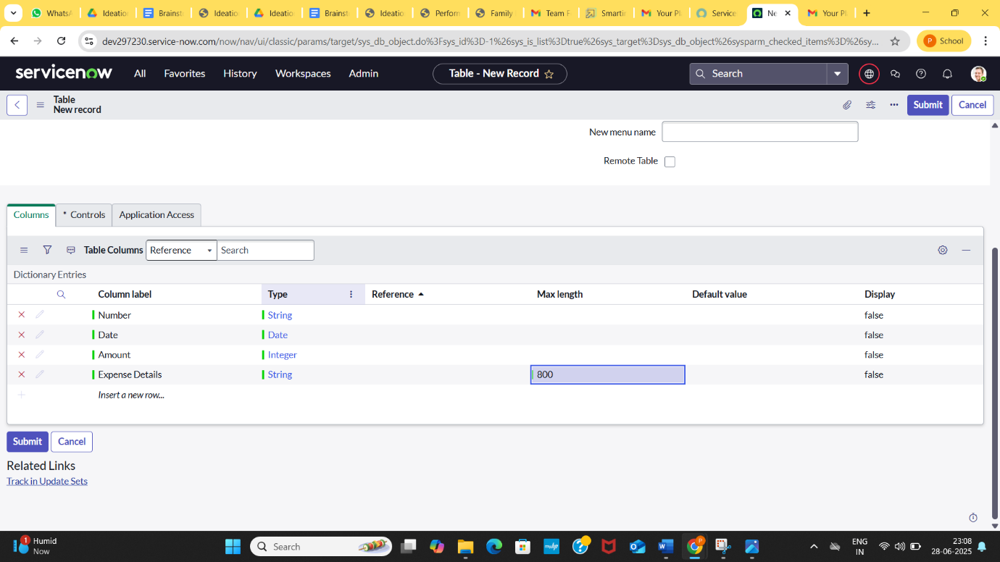 WhatsA
Ideation
Brainst
Ideatio
Ideatio
Brainst
Ideatio
Perform
Family
Team F
Smartin
Your Pl
Service
Ne
Your Pl
dev297230.service-now.com/now/nav/ui/classic/params/target/sys_db_object.do%3Fsys_id%3D-1%26sys_is_list%3Dtrue%26sys_target%3Dsys_db_object%26sysparm_checked_items%3D%26sy...
P School
servicenow All Favorites History Workspaces Admin Table - New Record Search
Table
New record
Submit Cancel
New menu name
Remote Table
Columns * Controls Application Access
Table Columns Reference Search
Dictionary Entries
Column label Type Reference Max length Default value Display
Number String false
Date Date false
Amount Integer false
Expense Details String 800 false
Insert a new row...
Submit Cancel
Related Links
Track in Update Sets
1 Humid
Now
Search
myhp
P
ENG
IN
23:08
28-06-2025